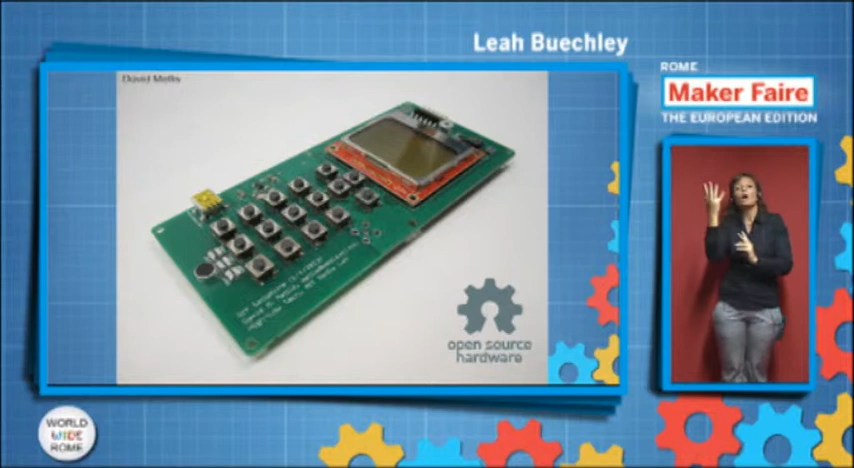 Leah Buechley
David Mellis
ROME
Maker Faire
THE EUROPEAN EDITION
open source
hardware
WORLD
WIDE
ROME